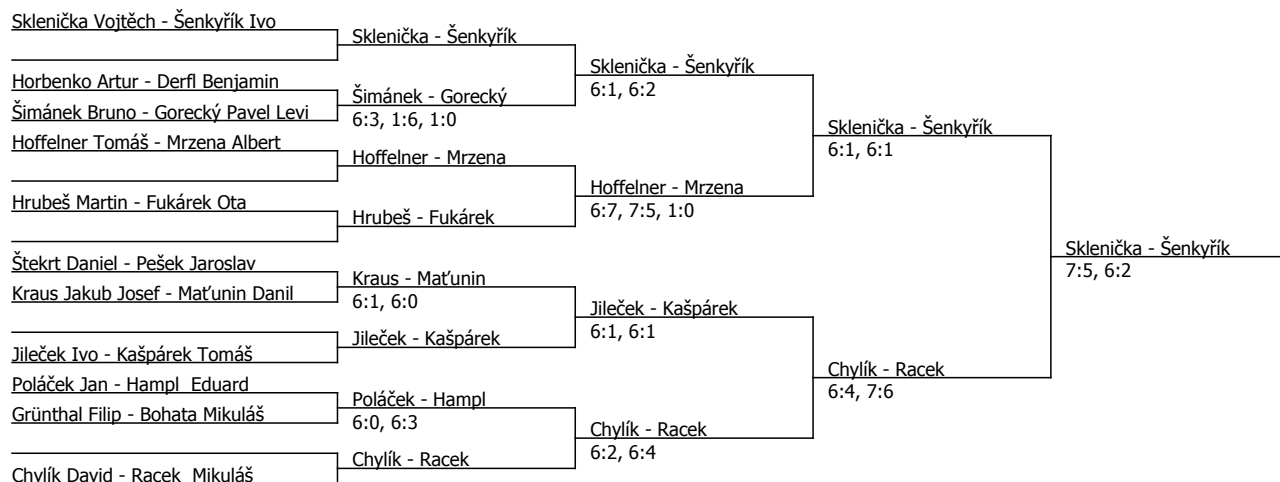 Sklenička Vojtěch - Šenkyřík Ivo
Horbenko Artur - Derfl Benjamin
Šimánek Bruno - Gorecký Pavel Levi
Hoffelner Tomáš - Mrzena Albert
Hrubeš Martin - Fukárek Ota
Štekrt Daniel - Pešek Jaroslav
Kraus Jakub Josef - Maťunin Danil
Jileček Ivo - Kašpárek Tomáš
Poláček Jan - Hampl  Eduard
Grünthal Filip - Bohata Mikuláš
Chylík David - Racek  Mikuláš
Sklenička - Šenkyřík
Šimánek - Gorecký
6:3, 1:6, 1:0
Hoffelner - Mrzena
Hrubeš - Fukárek
Kraus - Maťunin
6:1, 6:0
Jileček - Kašpárek
Poláček - Hampl
6:0, 6:3
Chylík - Racek
Sklenička - Šenkyřík
6:1, 6:2
Hoffelner - Mrzena
6:7, 7:5, 1:0
Jileček - Kašpárek
6:1, 6:1
Chylík - Racek
6:2, 6:4
Sklenička - Šenkyřík
6:1, 6:1
Chylík - Racek
6:4, 7:6
Sklenička - Šenkyřík
7:5, 6:2